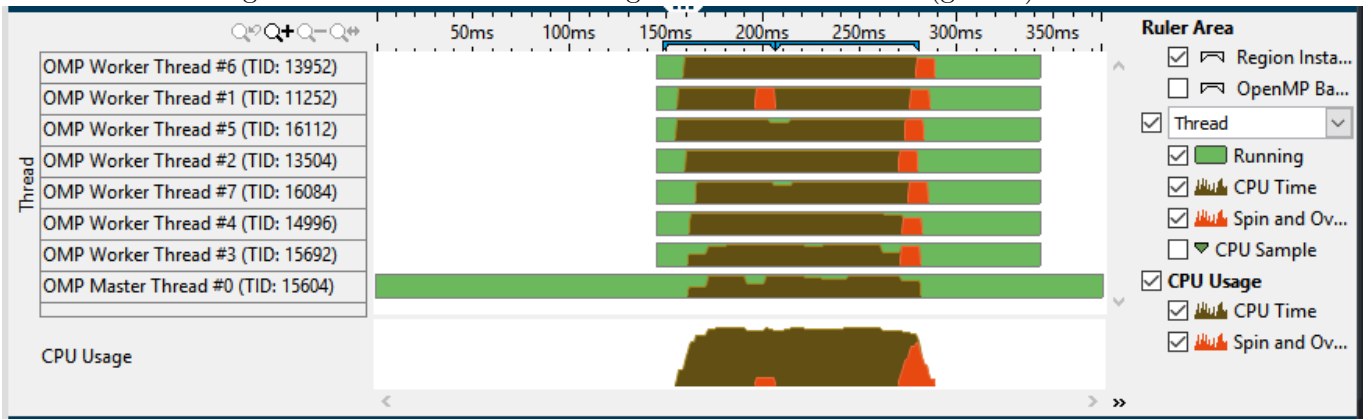 50ms 100ms 150ms 200ms 250ms 300ms 350ms
Ruler Area
Region Insta...
OpenMP Ba...
Thread
Running
CPU Time
Spin and Ov...
CPU Sample
CPU Usage
CPU Time
Spin and Ov...
Thread
OMP Worker Thread #6 (TID: 13952)
OMP Worker Thread #1 (TID: 11252)
OMP Worker Thread #5 (TID: 16112)
OMP Worker Thread #2 (TID: 13504)
OMP Worker Thread #7 (TID: 16084)
OMP Worker Thread #4 (TID: 14996)
OMP Worker Thread #3 (TID: 15692)
OMP Master Thread #0 (TID: 15604)
CPU Usage